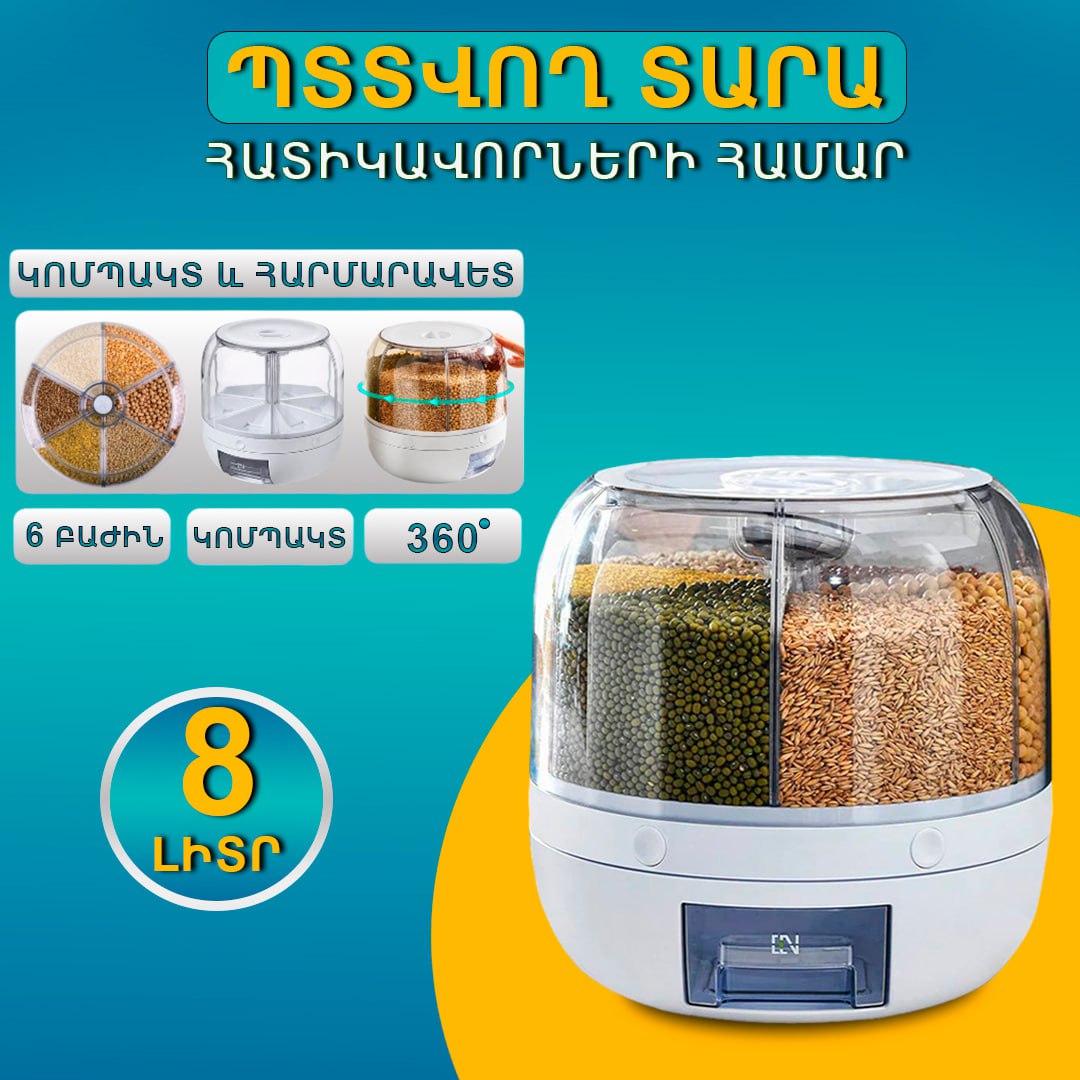 ՊՏՏՎՈՂ ՏԱՐԱ
ՀԱՏԻԿԱՎՈՐՆԵՐԻ ՀԱՄԱՐ
ԿՈՄՊԱԿՏ և ՀԱՐՄԱՐԱՎԵՏ
6 ԲԱԺԻՆ
ԿՈՄՊԱԿՏ
360°
8
ԼԻՏՐ